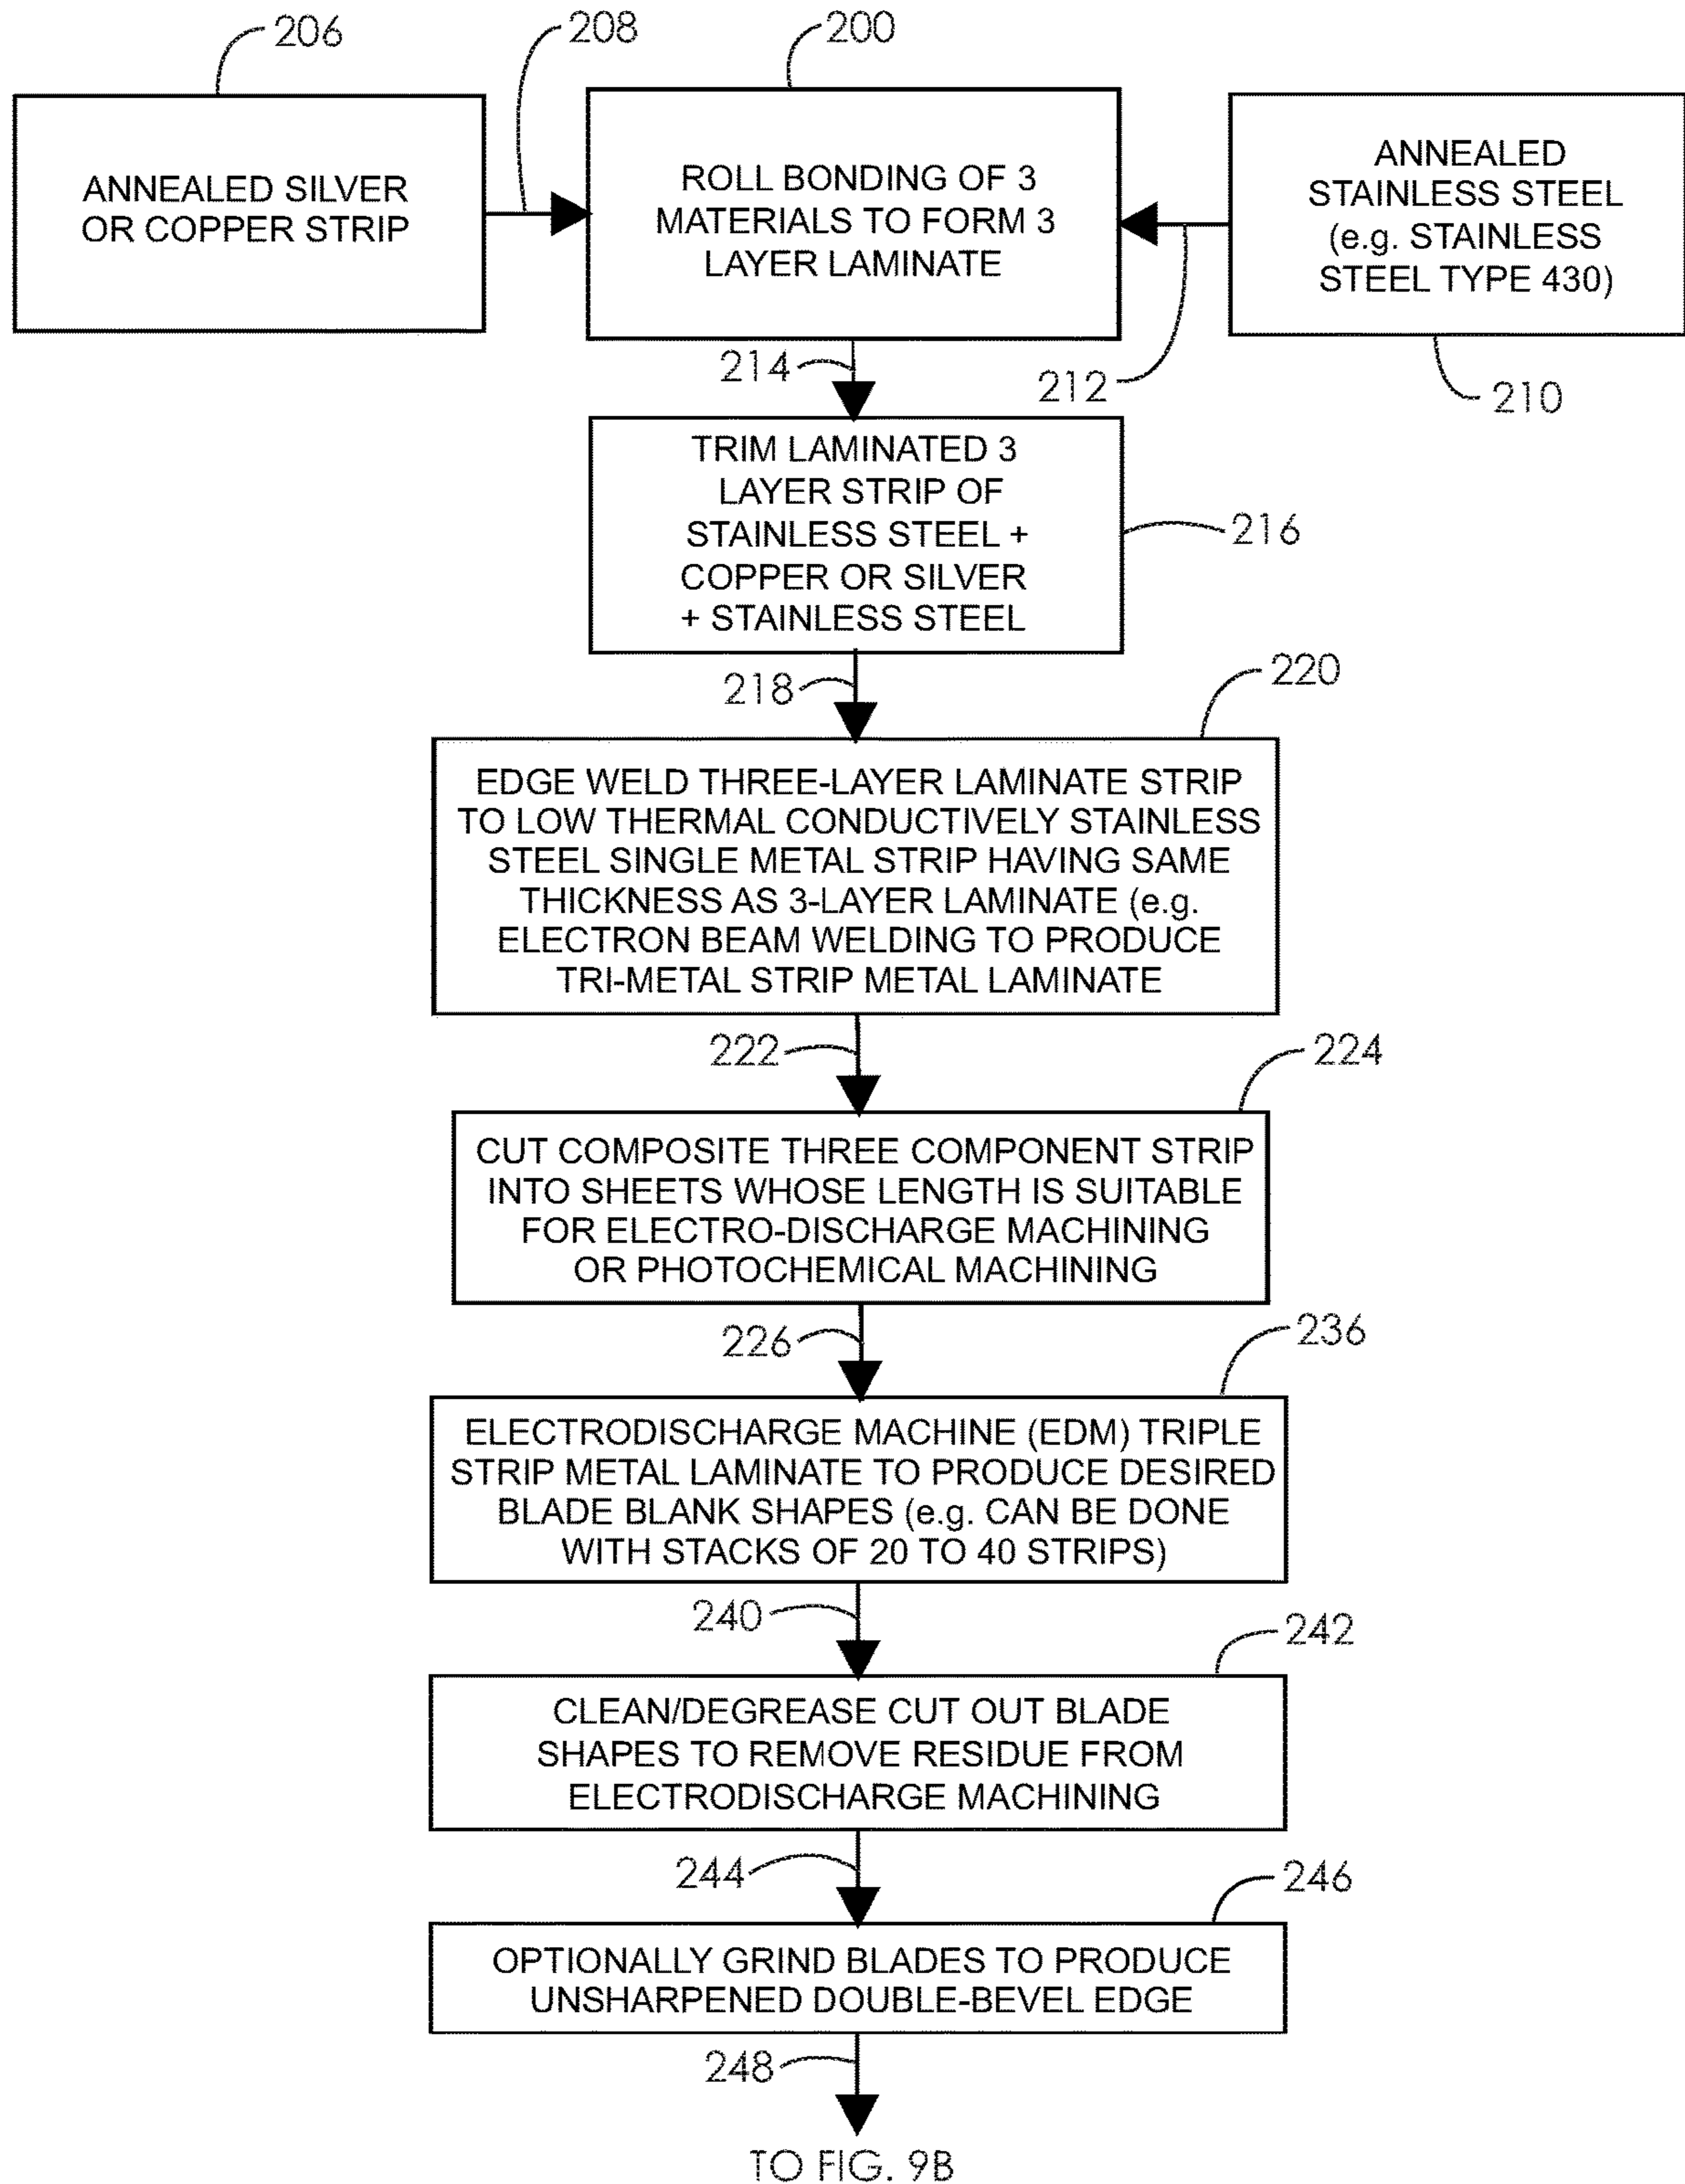 206
208
200
ANNEALED SILVER
OR COPPER STRIP
ROLL BONDING OF 3
MATERIALS TO FORM 3
LAYER LAMINATE
ANNEALED
STAINLESS STEEL
(e.g. STAINLESS
STEEL TYPE 430)
214
212
210
TRIM LAMINATED 3
LAYER STRIP OF
STAINLESS STEEL +
COPPER OR SILVER
+ STAINLESS STEEL
216
218
220
EDGE WELD THREE-LAYER LAMINATE STRIP
TO LOW THERMAL CONDUCTIVELY STAINLESS
STEEL SINGLE METAL STRIP HAVING SAME
THICKNESS AS 3-LAYER LAMINATE (e.g.
ELECTRON BEAM WELDING TO PRODUCE
TRI-METAL STRIP METAL LAMINATE
222
224
CUT COMPOSITE THREE COMPONENT STRIP
INTO SHEETS WHOSE LENGTH IS SUITABLE
FOR ELECTRO-DISCHARGE MACHINING
OR PHOTOCHEMICAL MACHINING
226
236
ELECTRODISCHARGE MACHINE (EDM) TRIPLE
STRIP METAL LAMINATE TO PRODUCE DESIRED
BLADE BLANK SHAPES (e.g. CAN BE DONE
WITH STACKS OF 20 TO 40 STRIPS)
240
242
CLEAN/DEGREASE CUT OUT BLADE
SHAPES TO REMOVE RESIDUE FROM
ELECTRODISCHARGE MACHINING
244
246
OPTIONALLY GRIND BLADES TO PRODUCE
UNSHARPENED DOUBLE-BEVEL EDGE
248
TO FIG. 9B